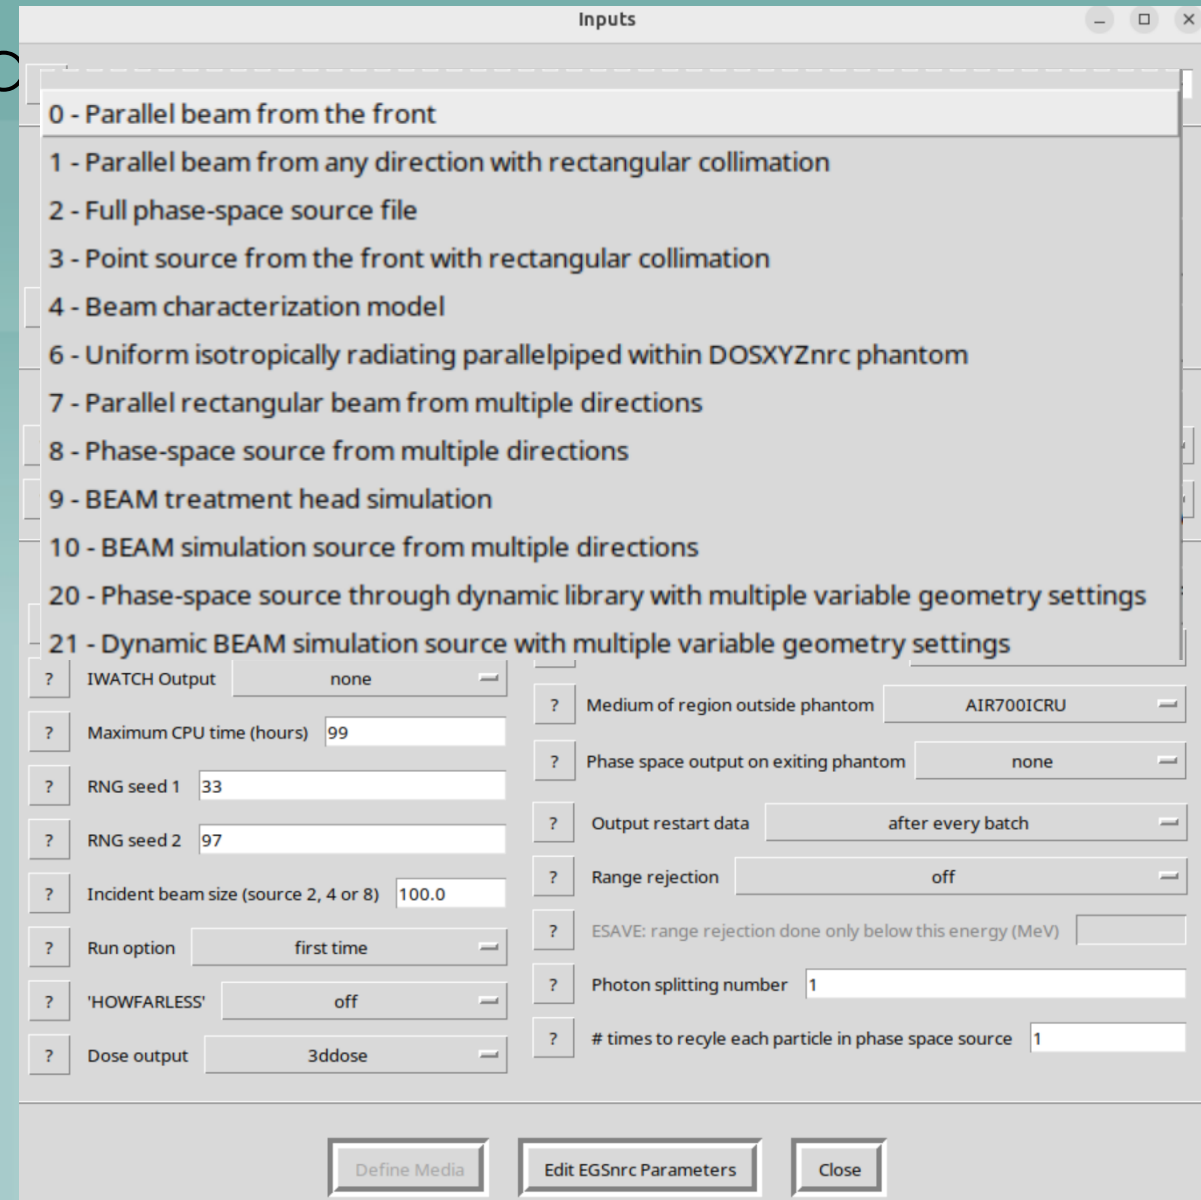 Inputs
0 - Parallel beam from the front
1 - Parallel beam from any direction with rectangular collimation
2 - Full phase-space source file
3 - Point source from the front with rectangular collimation
4 - Beam characterization model
6 - Uniform isotropically radiating parallelpiped within DOSXYZnrc phantom
7 - Parallel rectangular beam from multiple directions
8 - Phase-space source from multiple directions
9 - BEAM treatment head simulation
10 - BEAM simulation source from multiple directions
20 - Phase-space source through dynamic library with multiple variable geometry settings
21 - Dynamic BEAM simulation source with multiple variable geometry settings
? IWATCH Output none
? Maximum CPU time (hours) 99
? RNG seed 1 33
? RNG seed 2 97
? Incident beam size (source 2, 4 or 8) 100.0
? Run option first time
? 'HOWFARLESS' off
? Dose output 3ddose
? Medium of region outside phantom AIR700ICRU
? Phase space output on exiting phantom none
? Output restart data after every batch
? Range rejection off
? ESAVE: range rejection done only below this energy (MeV)
? Photon splitting number 1
? # times to recyle each particle in phase space source 1
Define Media Edit EGSnrc Parameters Close